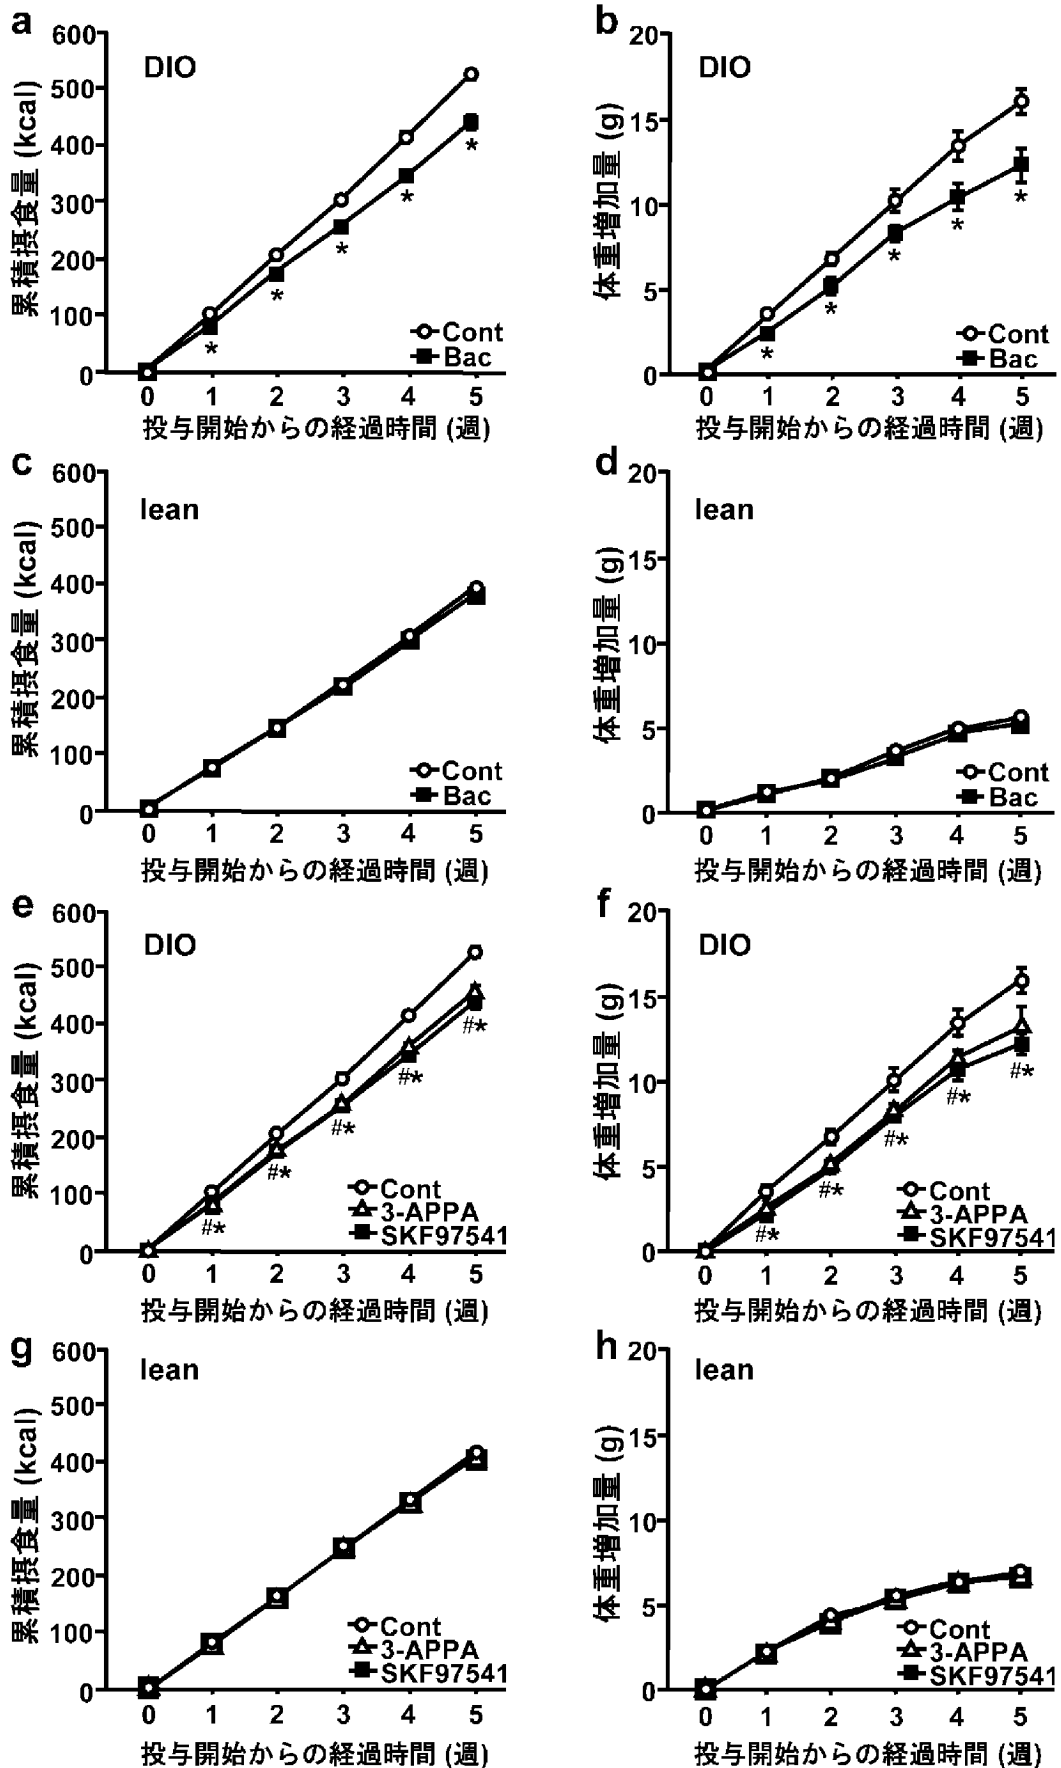 a
600
500
400
300
200
100
0
累積摂食量 (kcal)
DIO
Cont
Bac
*
*
*
*
*
0 1 2 3 4 5
投与開始からの経過時間 (週)
b
20
15
10
5
0
体重増加量 (g)
DIO
Cont
Bac
*
*
*
*
*
0 1 2 3 4 5
投与開始からの経過時間 (週)
c
600
500
400
300
200
100
0
累積摂食量 (kcal)
lean
Cont
Bac
0 1 2 3 4 5
投与開始からの経過時間 (週)
d
20
15
10
5
0
体重増加量 (g)
lean
Cont
Bac
0 1 2 3 4 5
投与開始からの経過時間 (週)
e
600
500
400
300
200
100
0
累積摂食量 (kcal)
DIO
#*
#*
#*
#*
#*
Cont
3-APPA
SKF97541
0 1 2 3 4 5
投与開始からの経過時間 (週)
f
20
15
10
5
0
体重増加量 (g)
DIO
#*
#*
#*
#*
#*
Cont
3-APPA
SKF97541
0 1 2 3 4 5
投与開始からの経過時間 (週)
g
600
500
400
300
200
100
0
累積摂食量 (kcal)
lean
Cont
3-APPA
SKF97541
0 1 2 3 4 5
投与開始からの経過時間 (週)
h
20
15
10
5
0
体重増加量 (g)
lean
Cont
3-APPA
SKF97541
0 1 2 3 4 5
投与開始からの経過時間 (週)